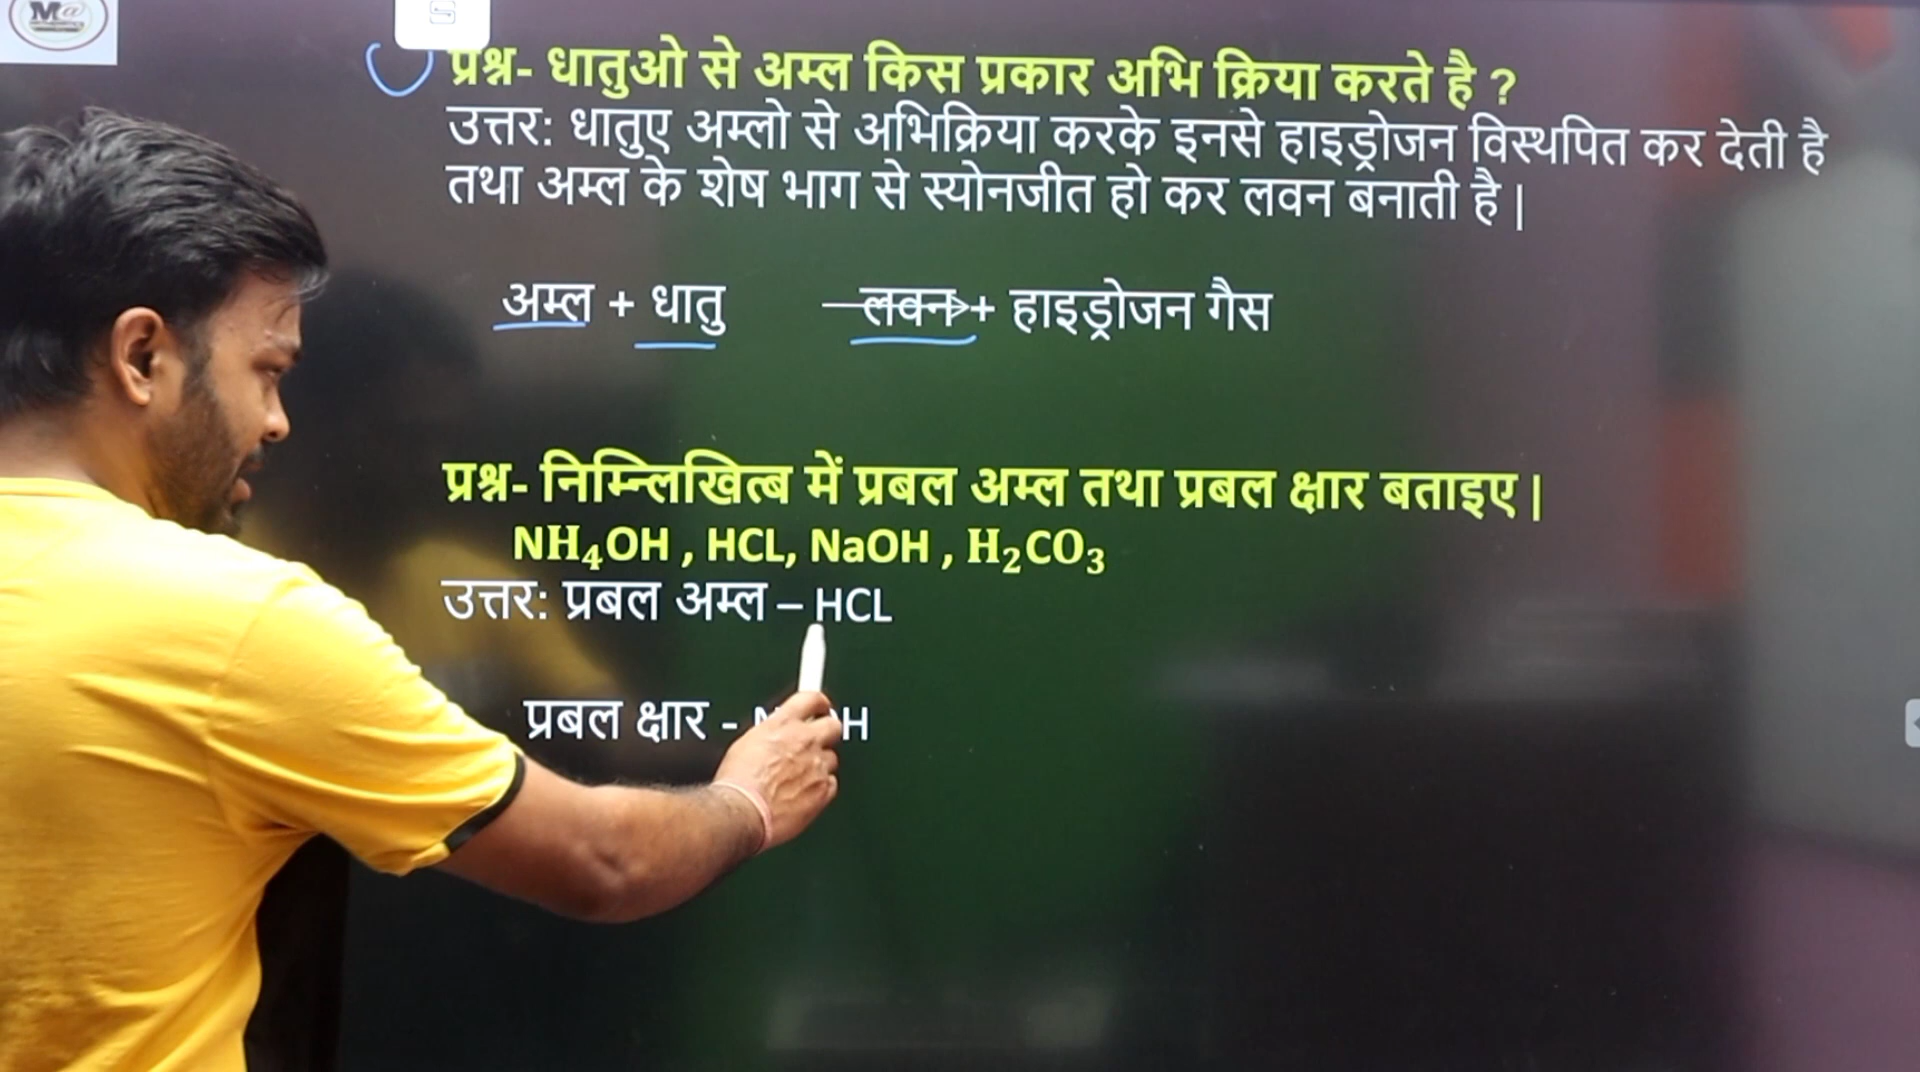 M@
प्रश्न- धातुओ से अम्ल किस प्रकार अभि क्रिया करते है ?
उत्तर: धातुए अम्लो से अभिक्रिया करके इनसे हाइड्रोजन विस्थपित कर देती है
तथा अम्ल के शेष भाग से स्योनजीत हो कर लवन बनाती है |
अम्ल + धातु लवन + हाइड्रोजन गैस
प्रश्न- निम्न्लिखित्ब में प्रबल अम्ल तथा प्रबल क्षार बताइए |
NH₄OH , HCL, NaOH , H₂CO₃
उत्तर: प्रबल अम्ल – HCL
प्रबल क्षार -